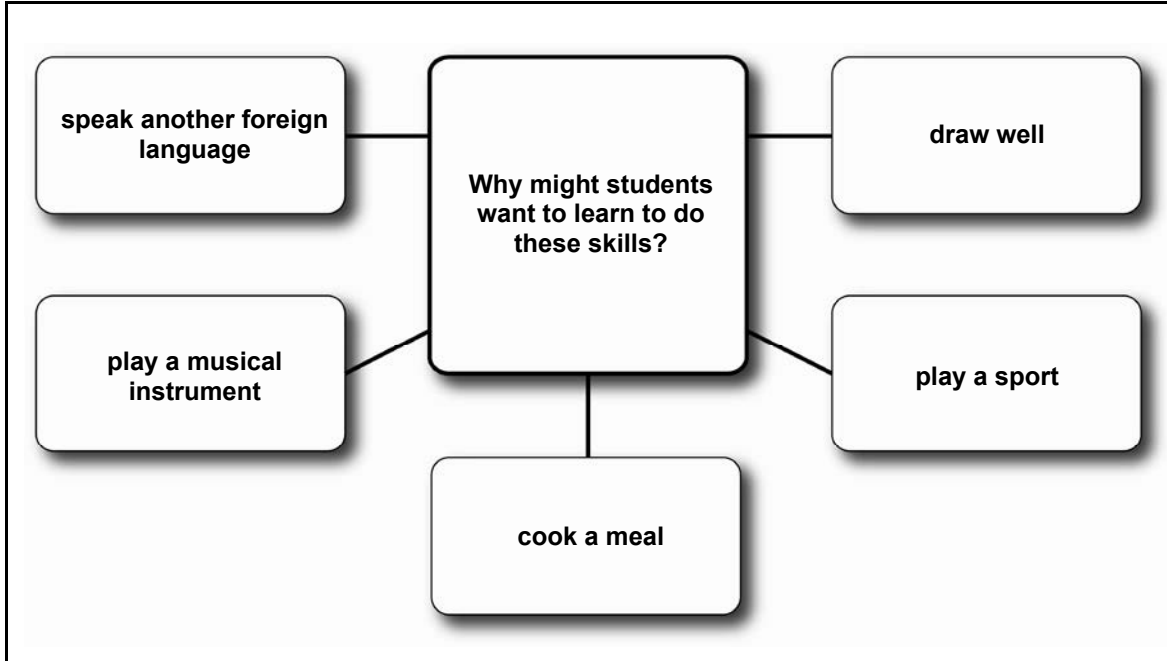 speak another foreign
language
Why might students
want to learn to do
these skills?
draw well
play a musical
instrument
play a sport
cook a meal